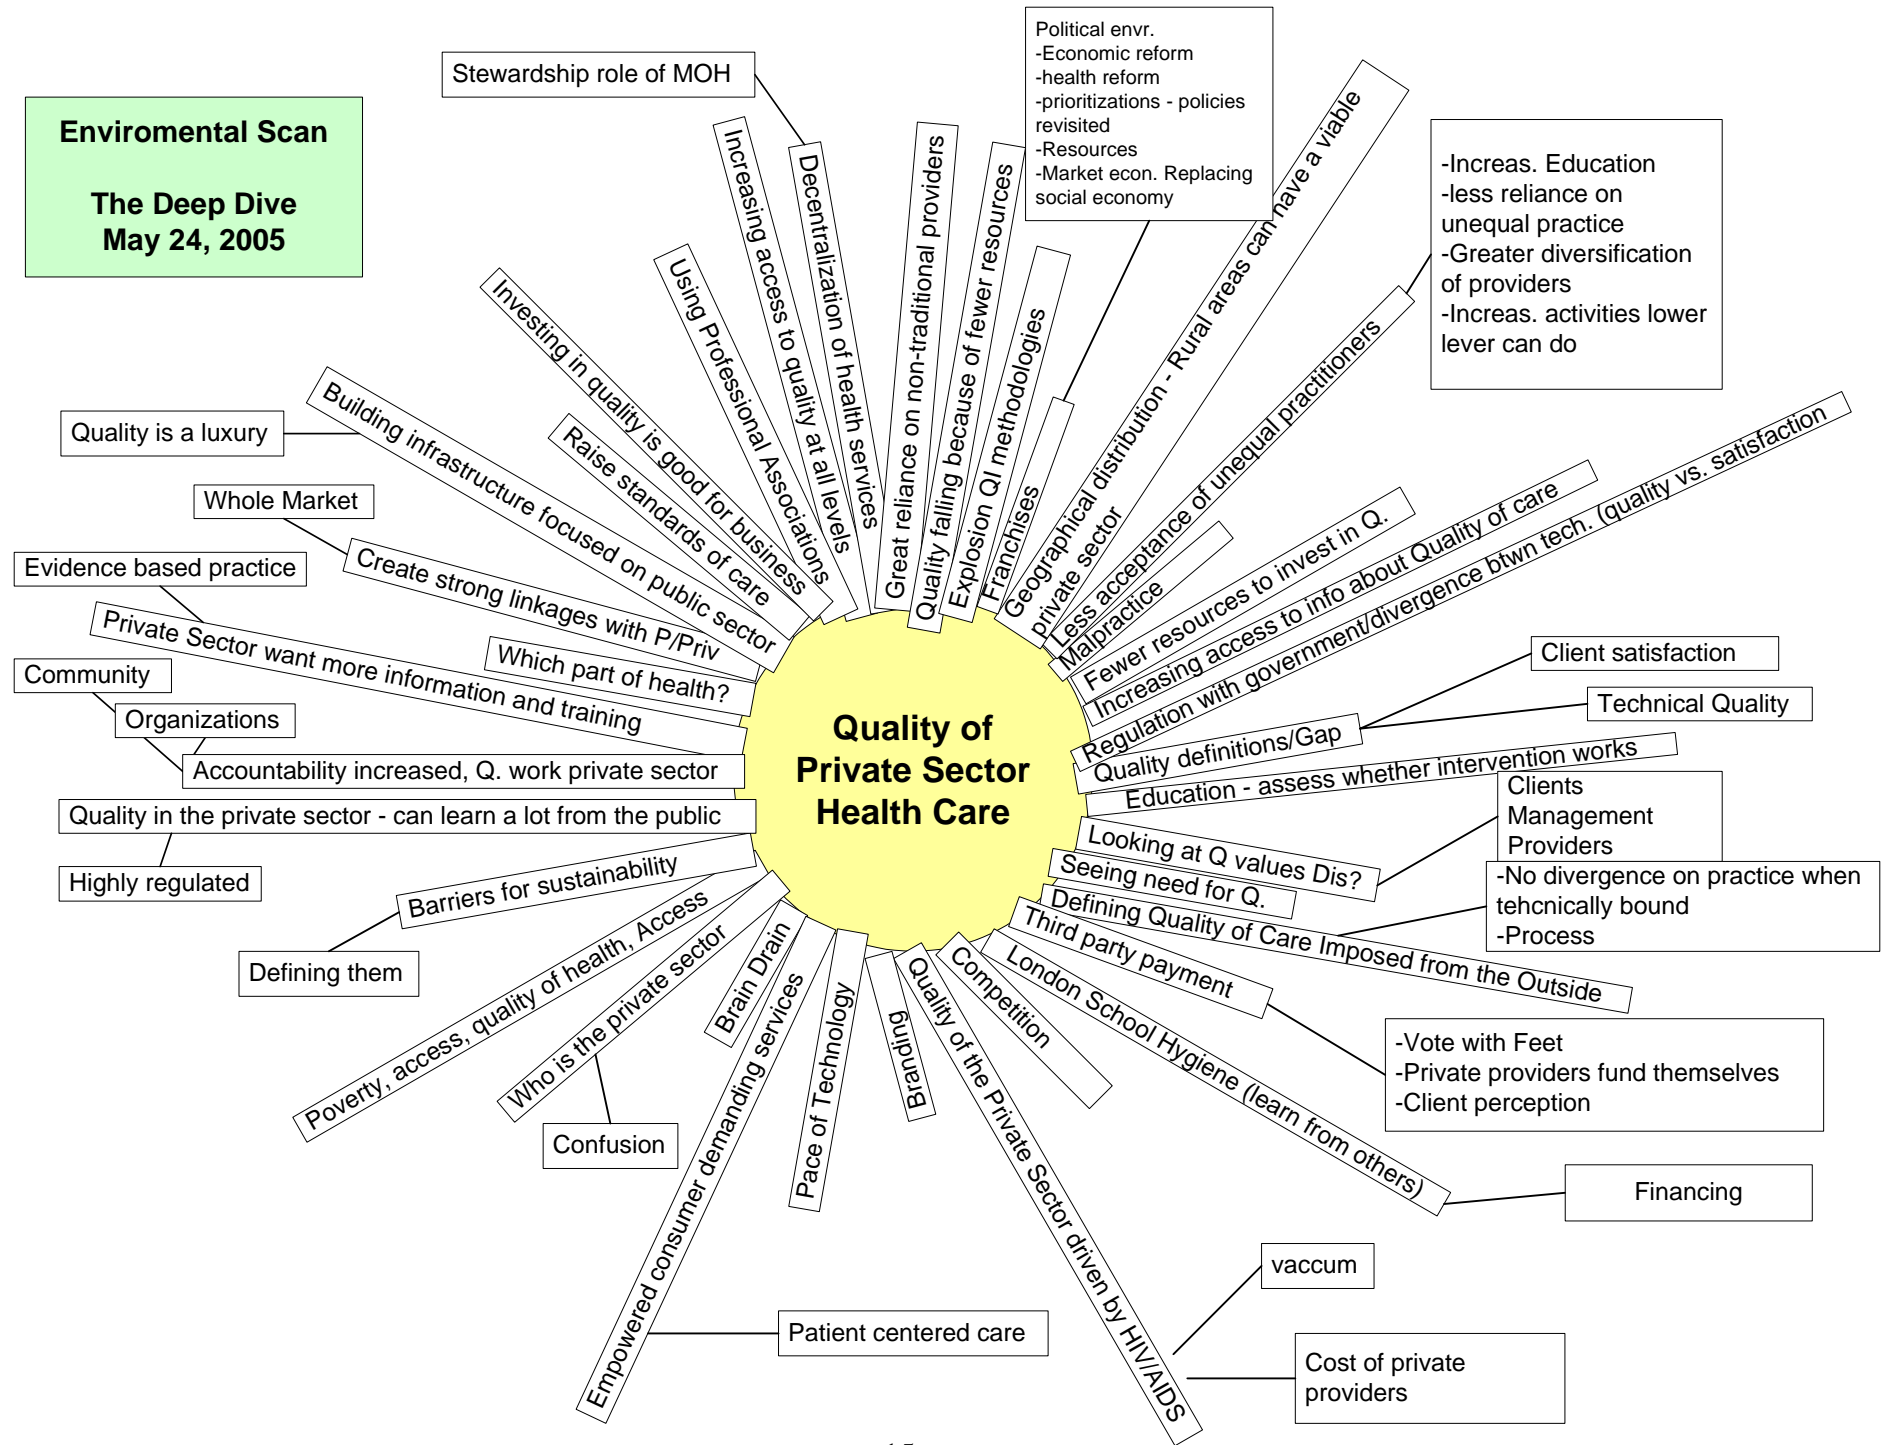 Enviromental Scan
The Deep Dive
May 24, 2005
Stewardship role of MOH
Political envr.
-Economic reform
-health reform
-prioritizations - policies
revisited
-Resources
-Market econ. Replacing
social economy
-Increas. Education
-less reliance on
unequal practice
-Greater diversification
of providers
-Increas. activities lower
lever can do
Quality of
Private Sector
Health Care
Decentralization of health services
Great reliance on non-traditional providers
Quality falling because of fewer resources
Explosion QI methodologies
Franchises
Geographical distribution - Rural areas can have a viable
private sector
Less acceptance of unequal practitioners
Malpractice
Fewer resources to invest in Q.
Increasing access to info about Quality of care
Regulation with government/divergence btwn tech. (quality vs. satisfaction
Quality definitions/Gap
Client satisfaction
Technical Quality
Education - assess whether intervention works
Looking at Q values Dis?
Clients
Management
Providers
Seeing need for Q.
Defining Quality of Care Imposed from the Outside
-No divergence on practice when
tehcnically bound
-Process
Third party payment
-Vote with Feet
-Private providers fund themselves
-Client perception
London School Hygiene (learn from others)
Financing
Competition
Quality of the Private Sector driven by HIV/AIDS
vaccum
Cost of private
providers
Branding
Pace of Technology
Empowered consumer demanding services
Patient centered care
Brain Drain
Who is the private sector
Confusion
Poverty, access, quality of health, Access
Barriers for sustainability
Defining them
Quality in the private sector - can learn a lot from the public
Highly regulated
Accountability increased, Q. work private sector
Organizations
Community
Private Sector want more information and training
Evidence based practice
Which part of health?
Create strong linkages with P/Priv
Whole Market
Building infrastructure focused on public sector
Quality is a luxury
Raise standards of care
Investing in quality is good for business
Using Professional Associations
Increasing access to quality at all levels